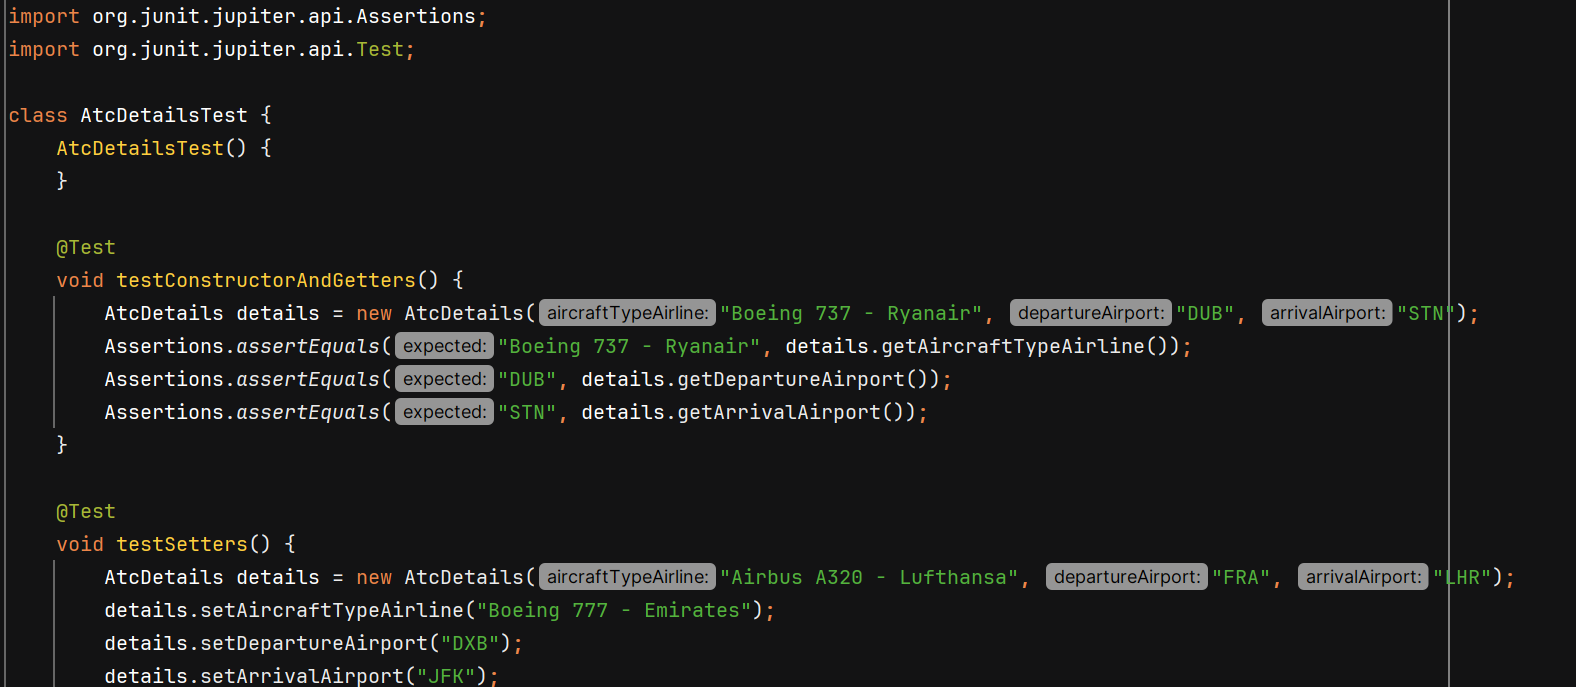 import org.junit.jupiter.api.Assertions;
import org.junit.jupiter.api.Test;
class AtcDetailsTest {
AtcDetailsTest() {
}
@Test
void testConstructorAndGetters() {
AtcDetails details = new AtcDetails( aircraftTypeAirline: "Boeing 737 - Ryanair", departureAirport: "DUB", arrivalAirport: "STN");
Assertions.assertEquals( expected: "Boeing 737 - Ryanair", details.getAircraftTypeAirline());
Assertions.assertEquals( expected: "DUB", details.getDepartureAirport());
Assertions.assertEquals( expected: "STN", details.getArrivalAirport());
}
@Test
void testSetters() {
AtcDetails details = new AtcDetails( aircraftTypeAirline: "Airbus A320 - Lufthansa", departureAirport: "FRA", arrivalAirport: "LHR");
details.setAircraftTypeAirline("Boeing 777 - Emirates");
details.setDepartureAirport("DXB");
details.setArrivalAirport("JFK");